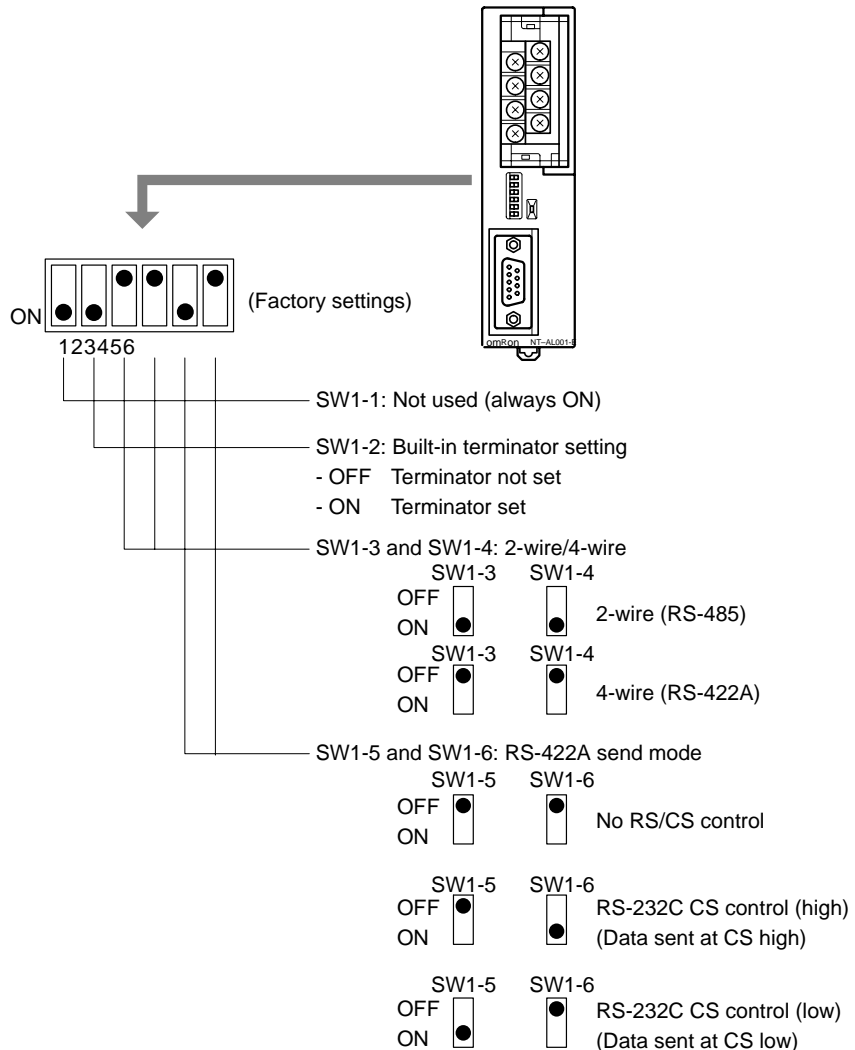 omRon NT–AL001-E
ON
(Factory settings)
123456
SW1-1: Not used (always ON)
SW1-2: Built-in terminator setting
- OFF Terminator not set
- ON Terminator set
SW1-3 and SW1-4: 2-wire/4-wire
SW1-3 SW1-4
OFF
2-wire (RS-485)
ON
SW1-3 SW1-4
OFF
4-wire (RS-422A)
ON
SW1-5 and SW1-6: RS-422A send mode
SW1-5 SW1-6
OFF
No RS/CS control
ON
SW1-5 SW1-6
OFF RS-232C CS control (high)
ON (Data sent at CS high)
SW1-5 SW1-6
OFF RS-232C CS control (low)
ON (Data sent at CS low)